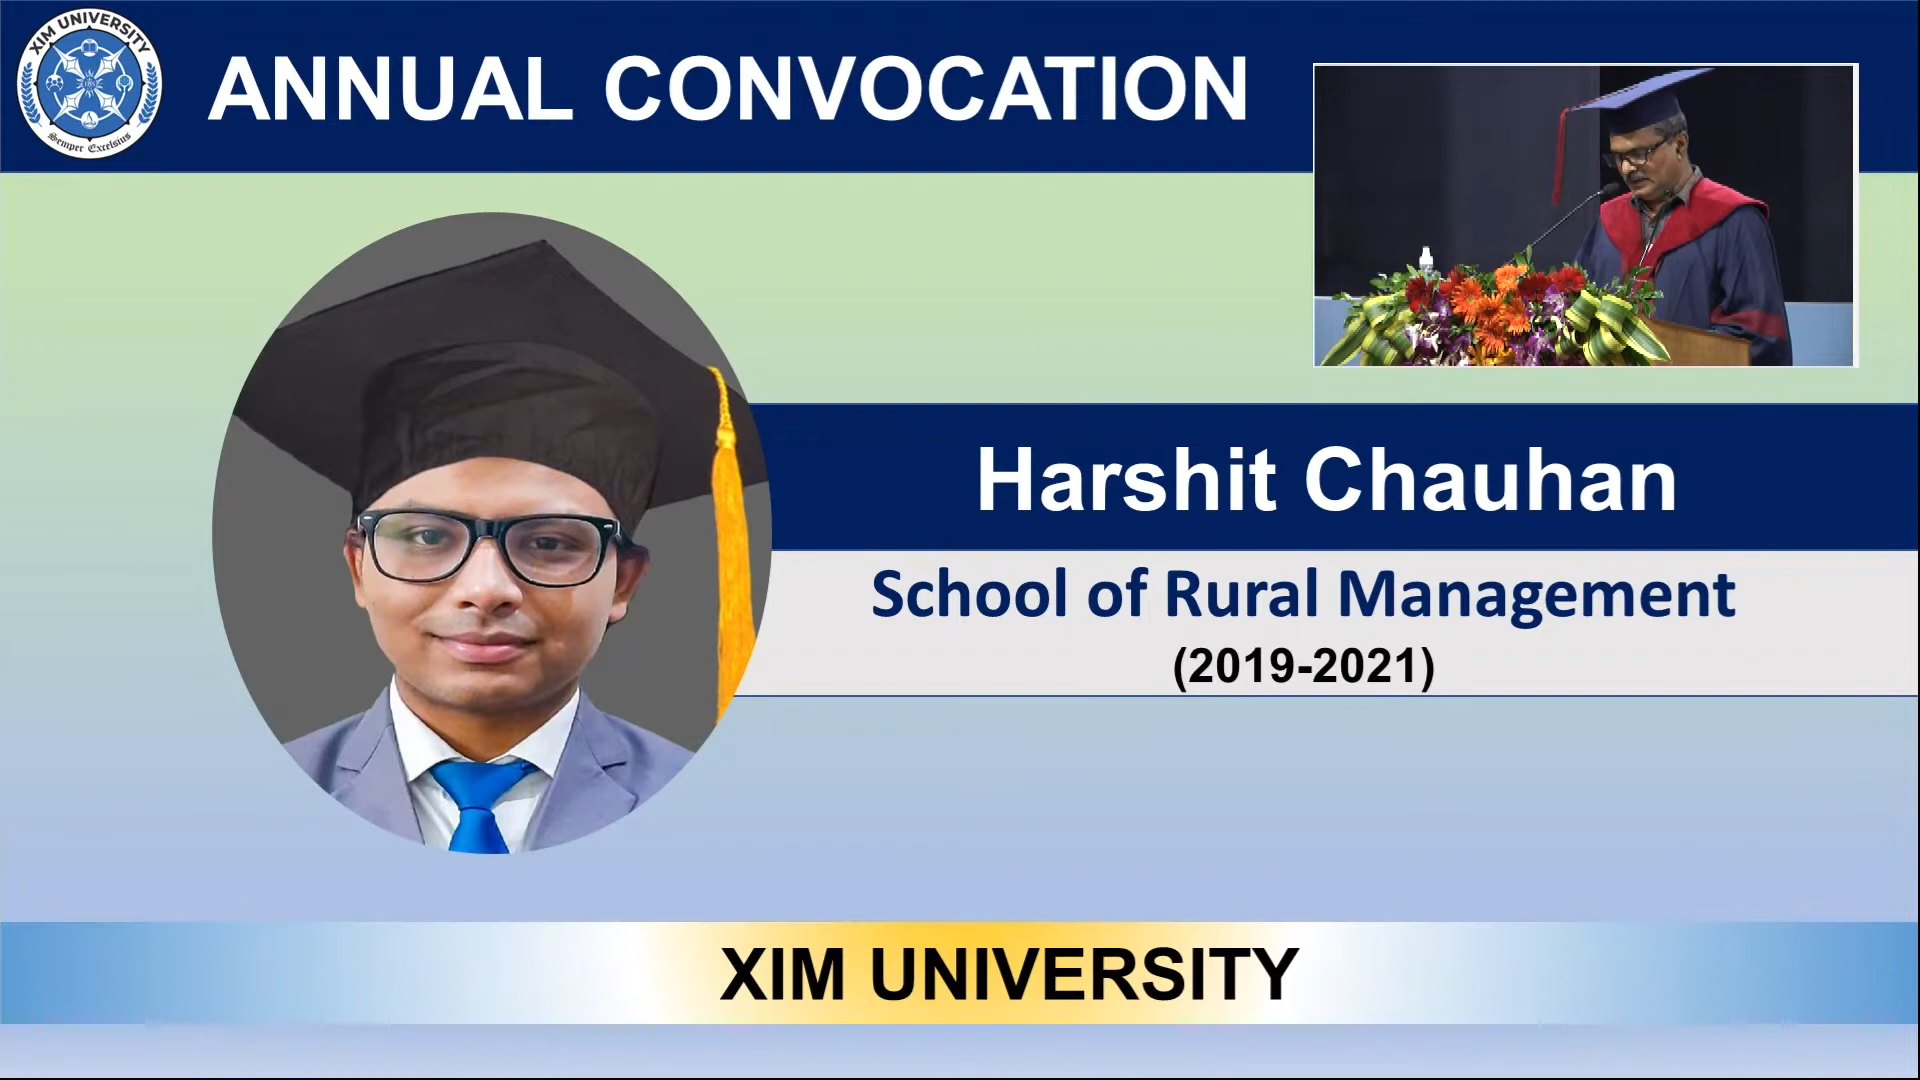 XIM UNIVERSITY
Semper Excelsius
ANNUAL CONVOCATION
Harshit Chauhan
School of Rural Management
(2019-2021)
XIM UNIVERSITY